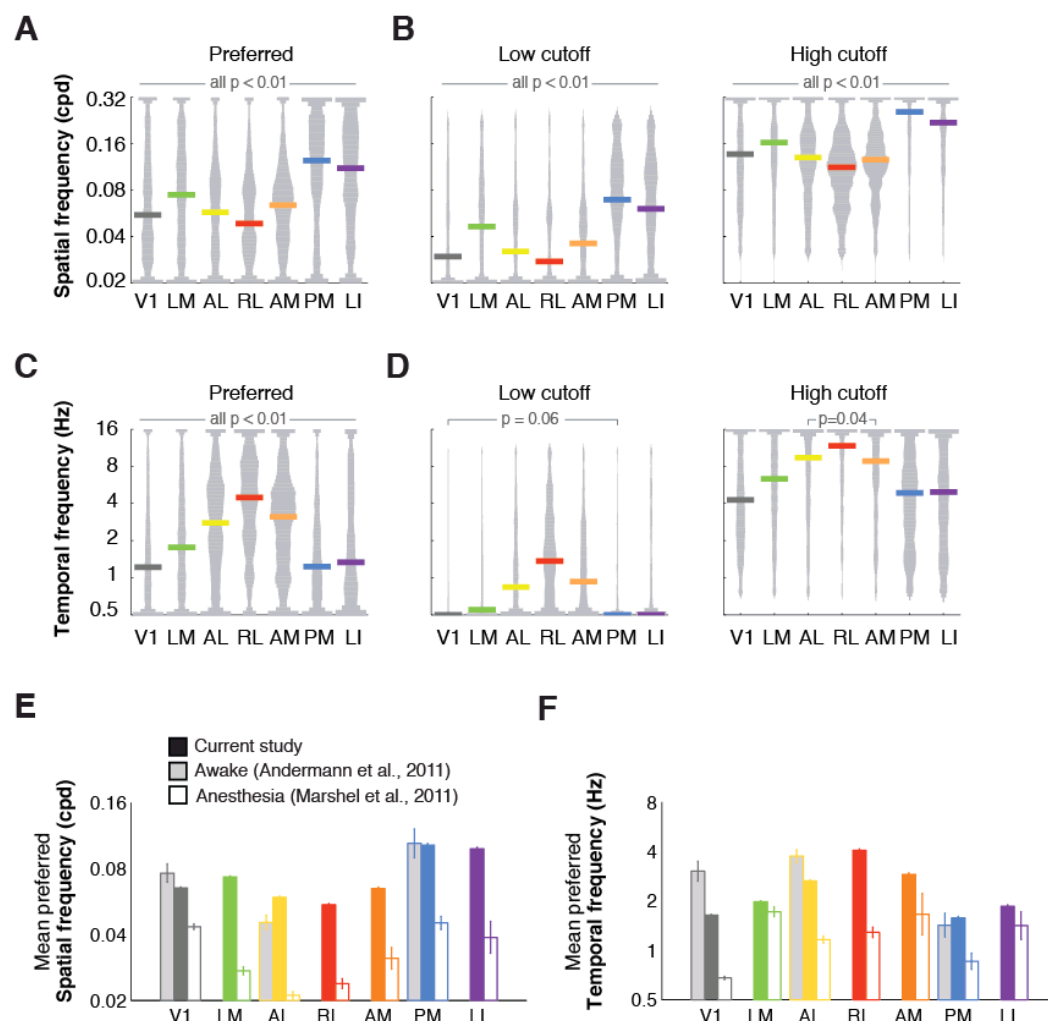 A
B
Preferred
Low cutoff
High cutoff
all p < 0.01
all p < 0.01
all p < 0.01
Spatial frequency (cpd)
0.32
0.16
0.08
0.04
0.02
V1 LM AL RL AM PM LI
V1 LM AL RL AM PM LI
V1 LM AL RL AM PM LI
C
D
Preferred
Low cutoff
High cutoff
all p < 0.01
p = 0.06
p=0.04
Temporal frequency (Hz)
16
8
4
2
1
0.5
V1 LM AL RL AM PM LI
V1 LM AL RL AM PM LI
V1 LM AL RL AM PM LI
E
F
Current study
Awake (Andermann et al., 2011)
Anesthesia (Marshel et al., 2011)
Mean preferred
Spatial frequency (cpd)
0.16
0.08
0.04
0.02
V1 LM AL RL AM PM LI
Mean preferred
Temporal frequency (Hz)
8
4
2
1
0.5
V1 LM AL RL AM PM LI